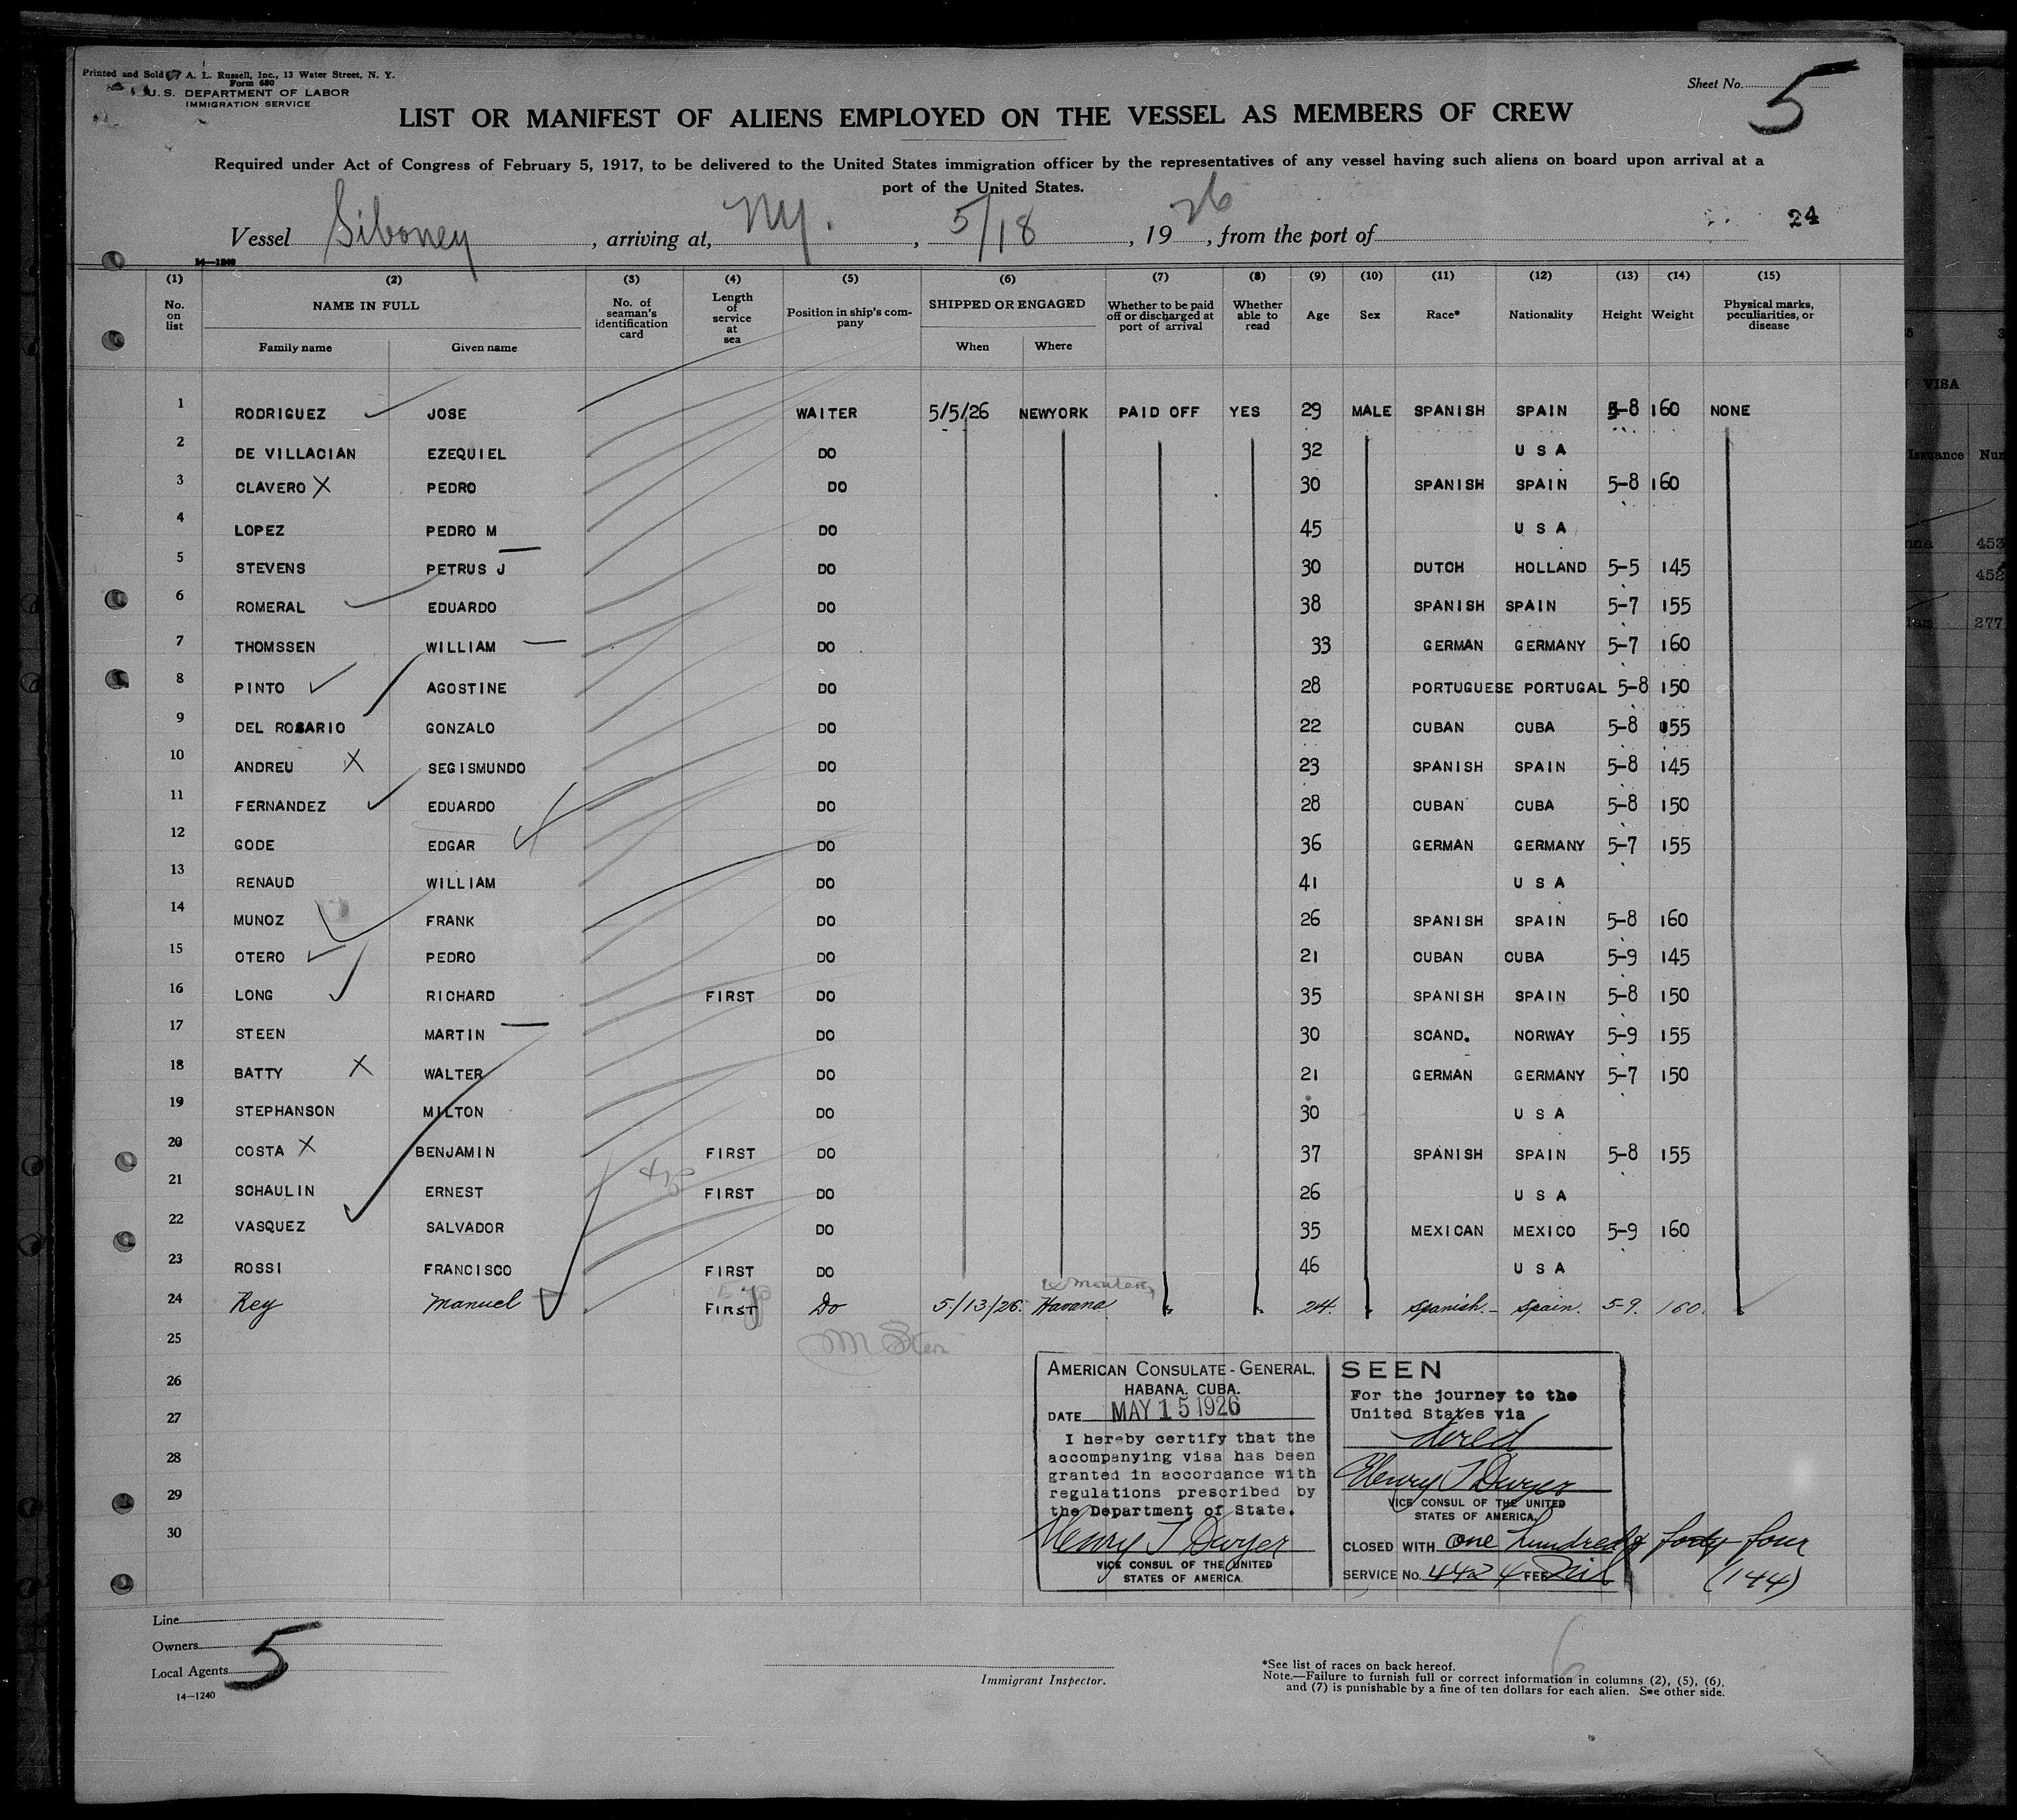 Printed and Sold by A. L. Russell, Inc., 13 Water Street, N. Y.
Form 680
U. S. DEPARTMENT OF LABOR
IMMIGRATION SERVICE
Sheet No. 5
LIST OR MANIFEST OF ALIENS EMPLOYED ON THE VESSEL AS MEMBERS OF CREW
Required under Act of Congress of February 5, 1917, to be delivered to the United States immigration officer by the representatives of any vessel having such aliens on board upon arrival at a
port of the United States.
Vessel Siboney, arriving at, N.Y., 5/18, 1926, from the port of
24
14—1240
(1) (2) (3) (4) (5) (6) (7) (8) (9) (10) (11) (12) (13) (14) (15)
No. on list NAME IN FULL Family name Given name No. of seaman's identification card Length of service at sea Position in ship's company SHIPPED OR ENGAGED When Where Whether to be paid off or discharged at port of arrival Whether able to read Age Sex Race* Nationality Height Weight Physical marks, peculiarities, or disease
1 RODRIGUEZ JOSE WAITER 5/5/26 NEWYORK PAID OFF YES 29 MALE SPANISH SPAIN 5-8 160 NONE
2 DE VILLACIAN EZEQUIEL DO 32 U S A
3 CLAVERO X PEDRO DO 30 SPANISH SPAIN 5-8 160
4 LOPEZ PEDRO M DO 45 U S A
5 STEVENS PETRUS J DO 30 DUTCH HOLLAND 5-5 145
6 ROMERAL EDUARDO DO 38 SPANISH SPAIN 5-7 155
7 THOMSSEN WILLIAM DO 33 GERMAN GERMANY 5-7 160
8 PINTO AGOSTINE DO 28 PORTUGUESE PORTUGAL 5-8 150
9 DEL ROSARIO GONZALO DO 22 CUBAN CUBA 5-8 155
10 ANDREU X SEGISMUNDO DO 23 SPANISH SPAIN 5-8 145
11 FERNANDEZ EDUARDO DO 28 CUBAN CUBA 5-8 150
12 GODE EDGAR DO 36 GERMAN GERMANY 5-7 155
13 RENAUD WILLIAM DO 41 U S A
14 MUNOZ FRANK DO 26 SPANISH SPAIN 5-8 160
15 OTERO PEDRO DO 21 CUBAN CUBA 5-9 145
16 LONG RICHARD FIRST DO 35 SPANISH SPAIN 5-8 150
17 STEEN MARTIN DO 30 SCAND. NORWAY 5-9 155
18 BATTY X WALTER DO 21 GERMAN GERMANY 5-7 150
19 STEPHANSON MILTON DO 30 U S A
20 COSTA X BENJAMIN FIRST DO 37 SPANISH SPAIN 5-8 155
21 SCHAULIN ERNEST FIRST DO 26 U S A
22 VASQUEZ SALVADOR DO 35 MEXICAN MEXICO 5-9 160
23 ROSSI FRANCISCO FIRST DO 46 U S A
24 Rey Manuel FIRST Do 5/13/26. Havana 24. Spanish.- Spain. 5-9. 160.
25
26
27
28
29
30
AMERICAN CONSULATE-GENERAL,
HABANA, CUBA.
DATE MAY 15 1926
I hereby certify that the
accompanying visa has been
granted in accordance with
regulations prescribed by
the Department of State.
Henry T Dwyer
VICE CONSUL OF THE UNITED
STATES OF AMERICA.
SEEN
For the journey to the
United States via
direct
Henry T Dwyer
VICE CONSUL OF THE UNITED
STATES OF AMERICA.
CLOSED WITH one hundred & forty four
SERVICE NO. 4424 FEE Nil (144)
Line
Owners
Local Agents
5
14—1240
Immigrant Inspector.
6
*See list of races on back hereof.
Note.—Failure to furnish full or correct information in columns (2), (5), (6),
and (7) is punishable by a fine of ten dollars for each alien. See other side.
VISA
Issuance
453
452
277